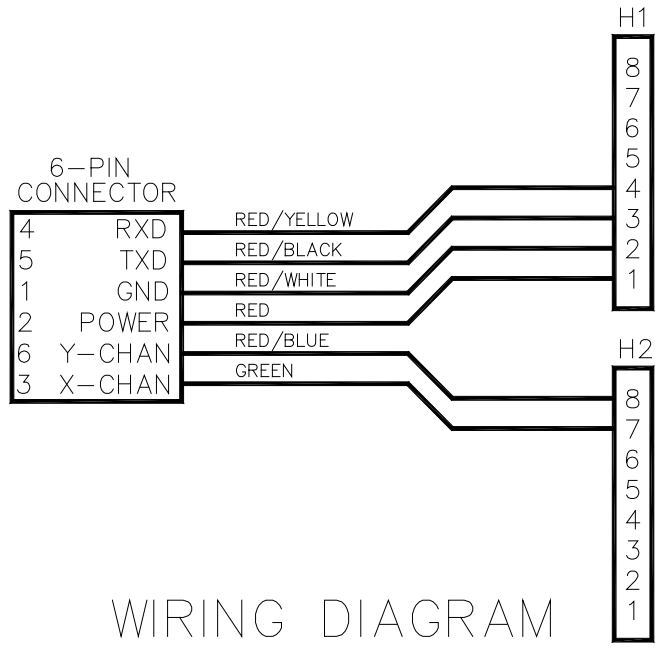 H1
8
7
6
5
4
3
2
1
6-PIN
CONNECTOR
4 RXD RED/YELLOW
5 TXD RED/BLACK
1 GND RED/WHITE
2 POWER RED
6 Y-CHAN RED/BLUE
3 X-CHAN GREEN
H2
8
7
6
5
4
3
2
1
WIRING DIAGRAM